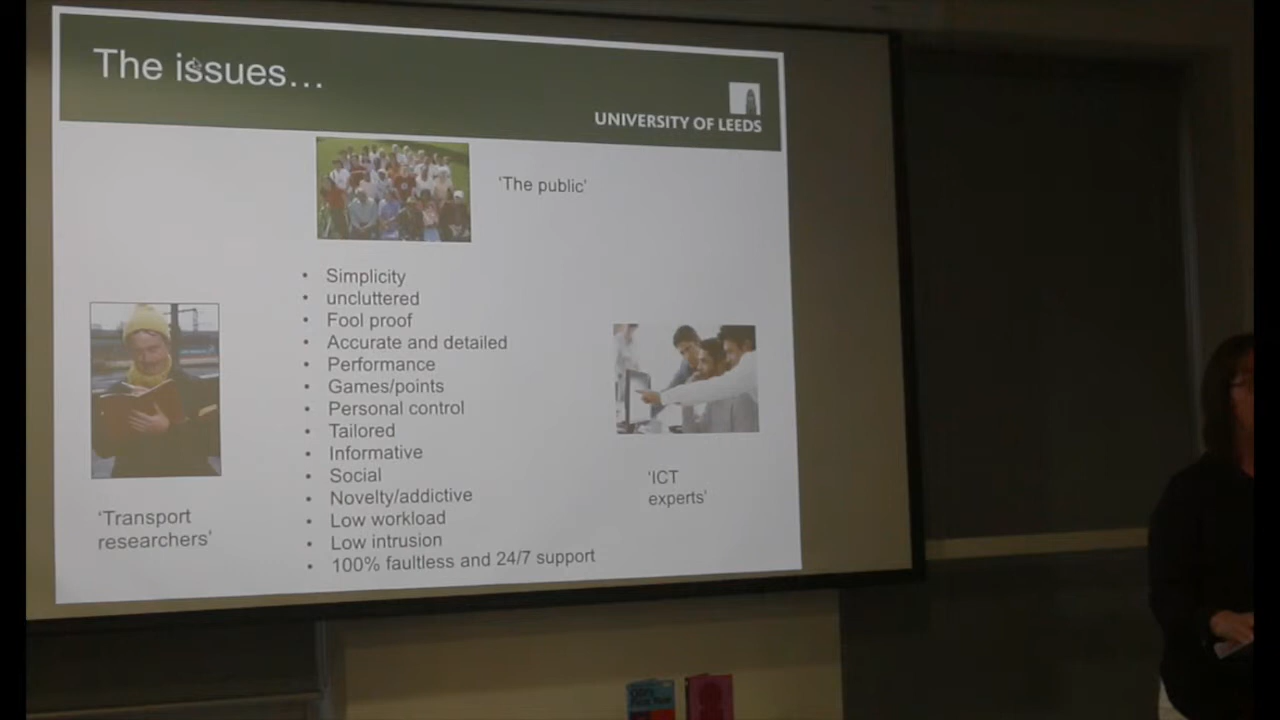 The issues…
UNIVERSITY OF LEEDS
'The public'
• Simplicity
• uncluttered
• Fool proof
• Accurate and detailed
• Performance
• Games/points
• Personal control
• Tailored
• Informative
• Social
• Novelty/addictive
• Low workload
• Low intrusion
• 100% faultless and 24/7 support
'Transport
researchers'
'ICT
experts'